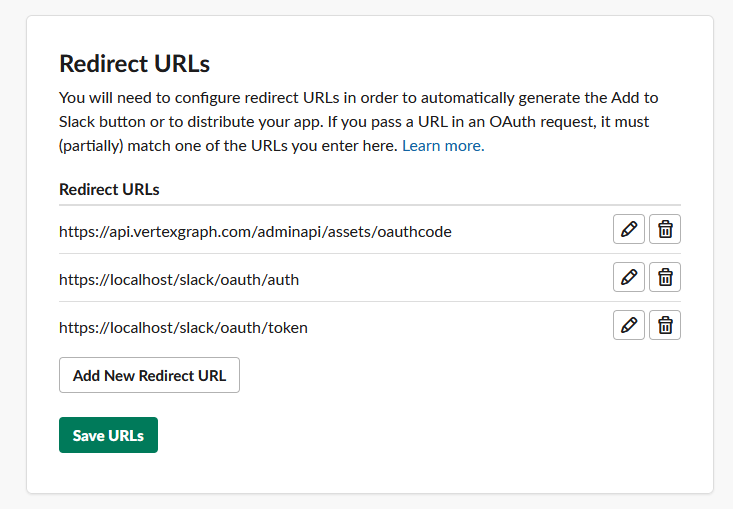 Redirect URLs
You will need to configure redirect URLs in order to automatically generate the Add to
Slack button or to distribute your app. If you pass a URL in an OAuth request, it must
(partially) match one of the URLs you enter here. Learn more.
Redirect URLs
https://api.vertexgraph.com/adminapi/assets/oauthcode
https://localhost/slack/oauth/auth
https://localhost/slack/oauth/token
Add New Redirect URL
Save URLs